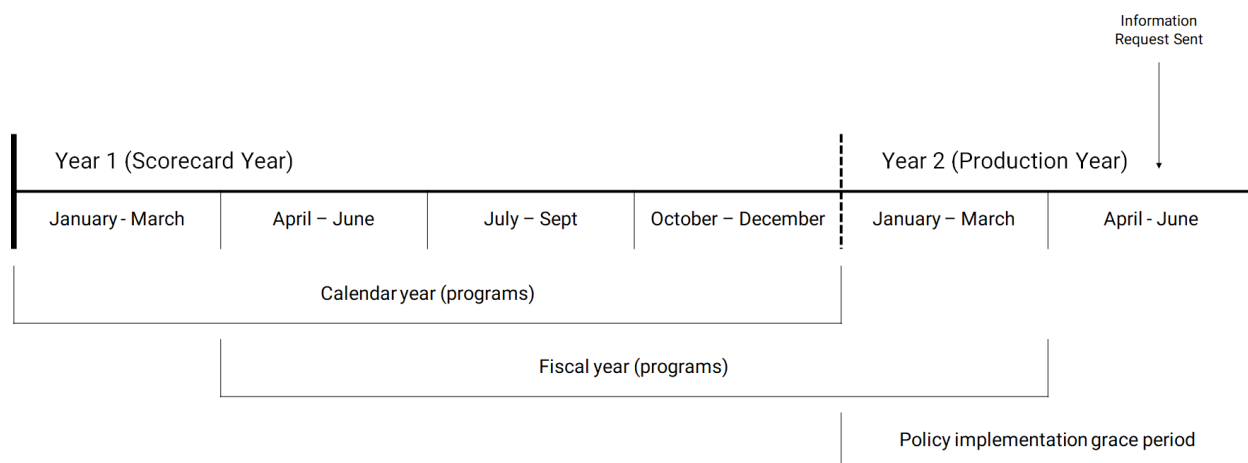 Information
Request Sent
Year 1 (Scorecard Year)
Year 2 (Production Year)
January - March
April – June
July – Sept
October – December
January – March
April - June
Calendar year (programs)
Fiscal year (programs)
Policy implementation grace period